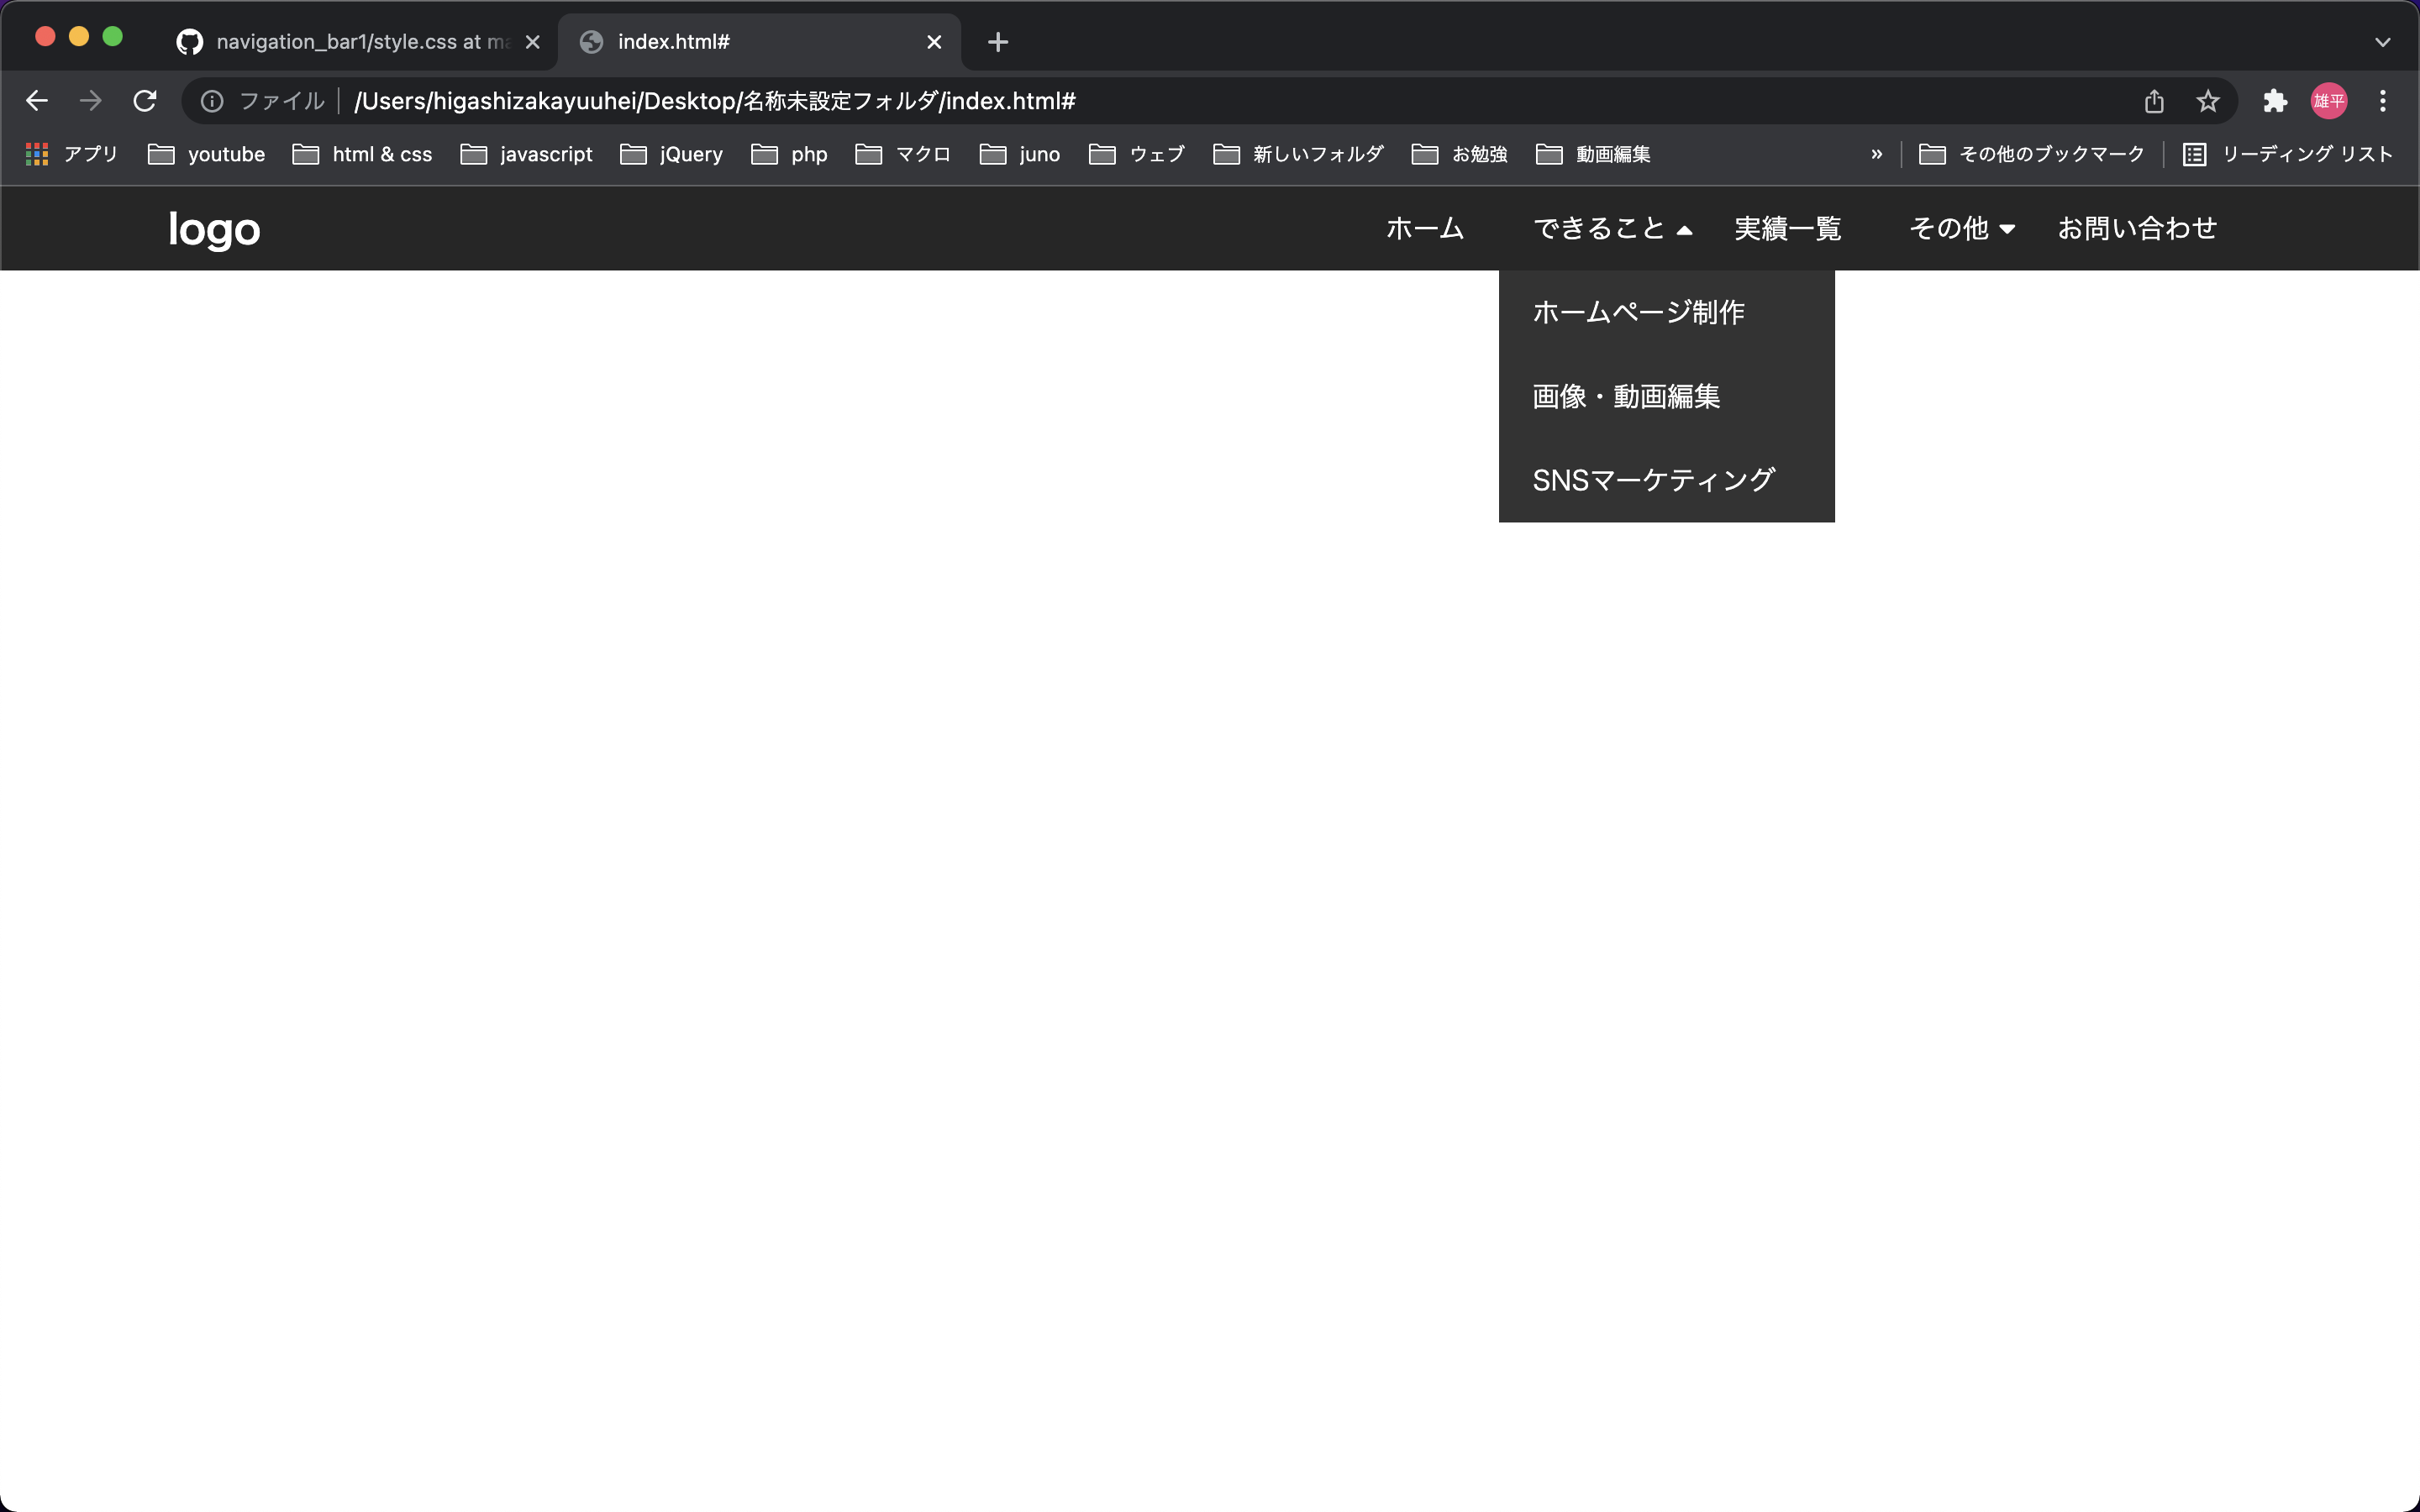 navigation_bar1/style.css at ma
index.html#
ファイル /Users/higashizakayuuhei/Desktop/名称未設定フォルダ/index.html#
雄平
アプリ youtube html & css javascript jQuery php マクロ juno ウェブ 新しいフォルダ お勉強 動画編集 » その他のブックマーク リーディング リスト
logo ホーム できること 実績一覧 その他 お問い合わせ
ホームページ制作
画像・動画編集
SNSマーケティング